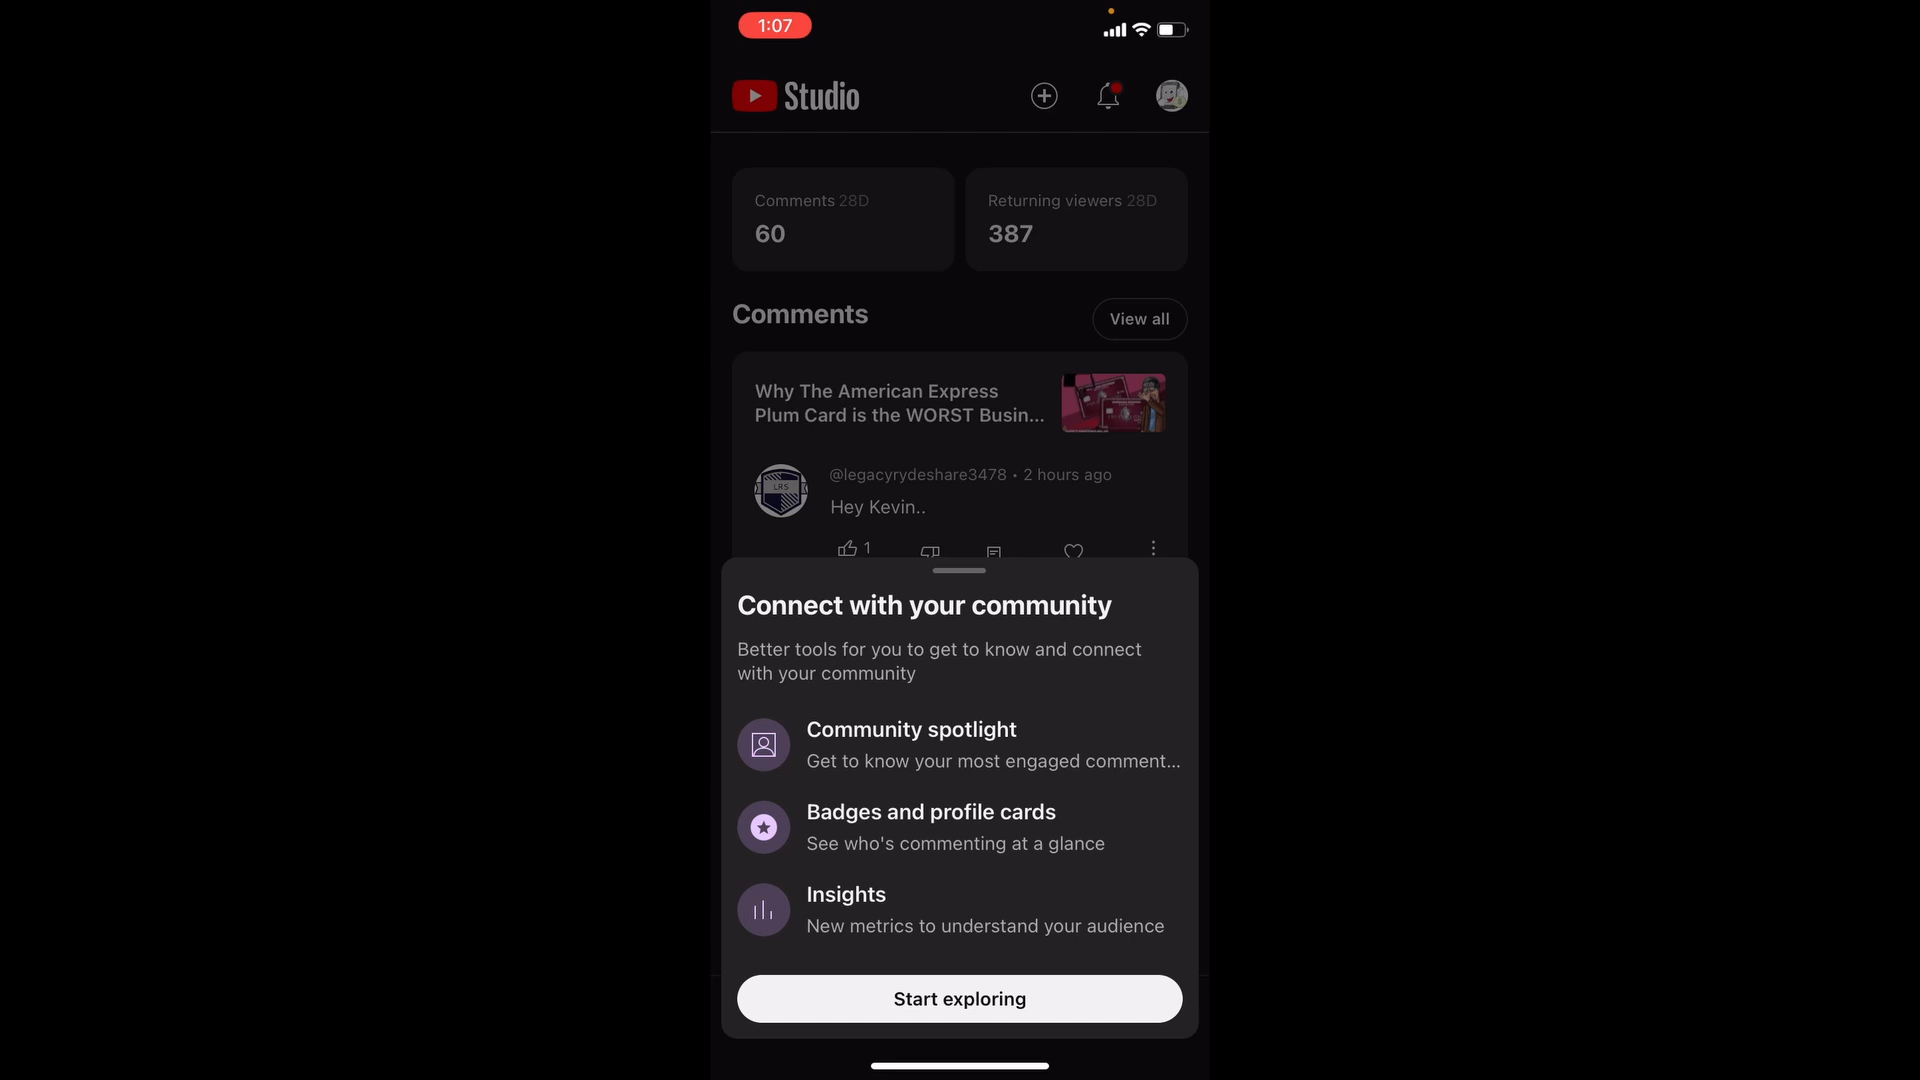 1:07
Studio
Comments 28D
60
Returning viewers 28D
387
Comments
View all
Why The American Express
Plum Card is the WORST Busin...
@legacyrydeshare3478 • 2 hours ago
LRS
Hey Kevin..
1
Connect with your community
Better tools for you to get to know and connect
with your community
Community spotlight
Get to know your most engaged comment...
Badges and profile cards
See who's commenting at a glance
Insights
New metrics to understand your audience
Start exploring